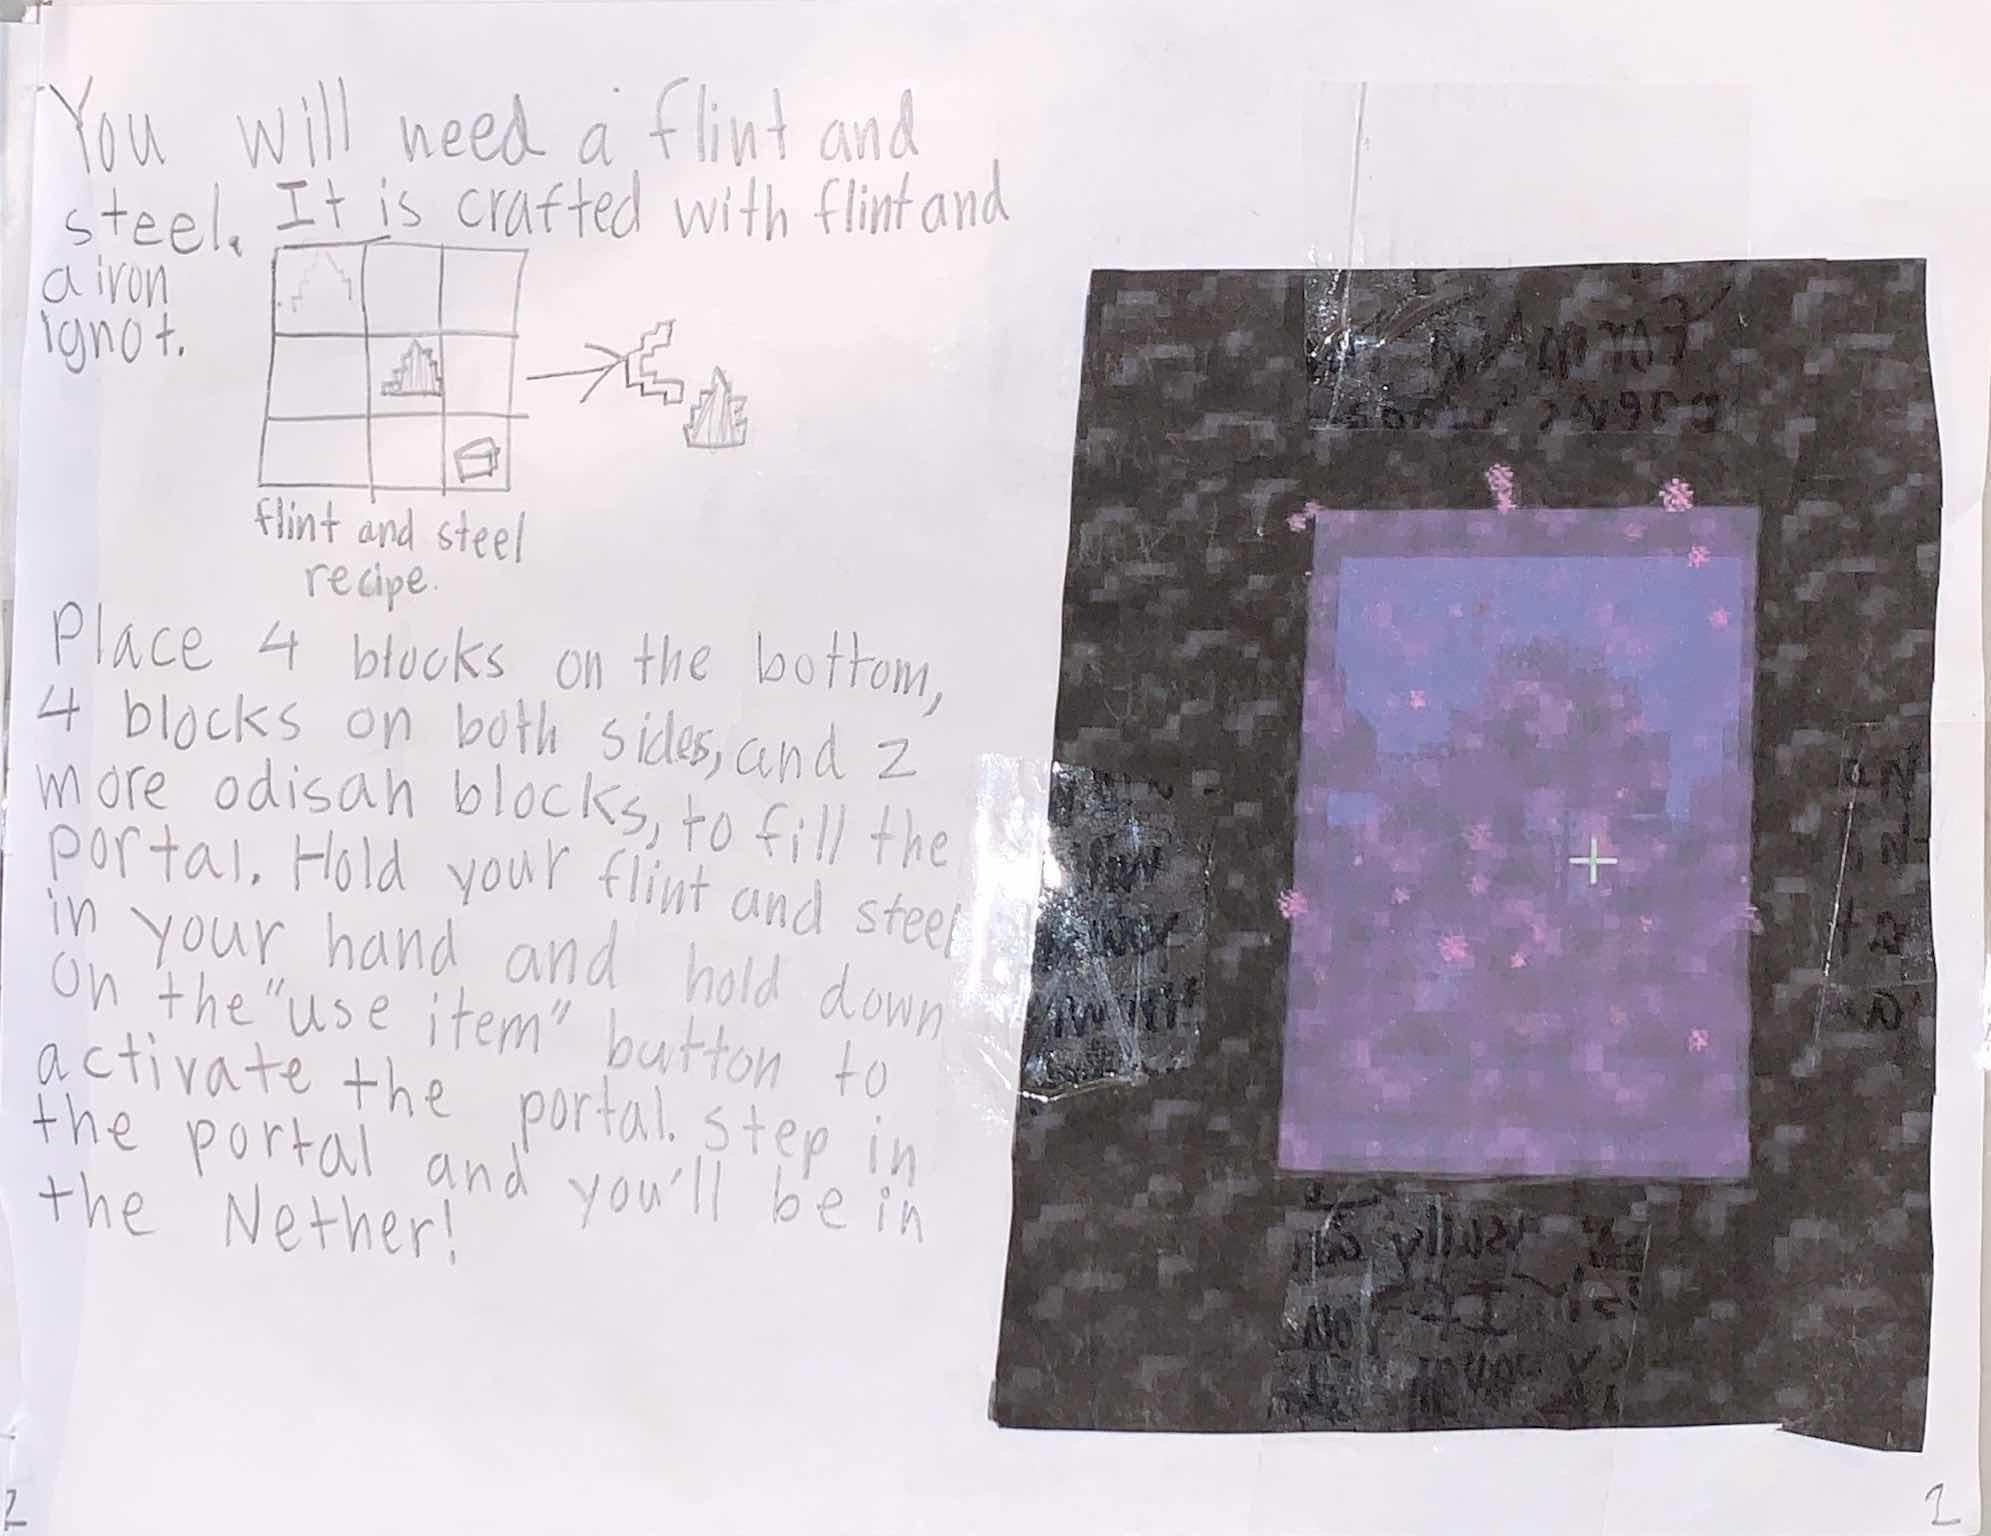 You will need a flint and
steel. It is crafted with flint and
a iron
ignot.
flint and steel
recipe.
Place 4 blocks on the bottom,
4 blocks on both sides, and 2
more odisan blocks, to fill the
portal. Hold your flint and steel
in your hand and hold down
on the "use item" button to
activate the portal. step in
the portal and you'll be in
the Nether!
2
2